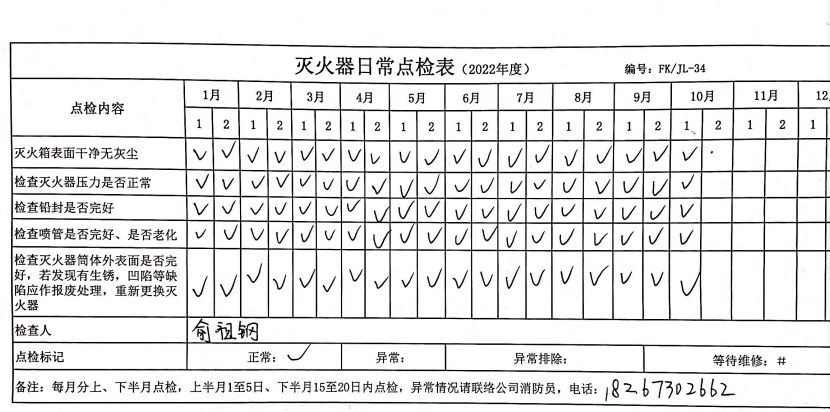 灭火器日常点检表（2022年度） 编号：FK/JL-34
点检内容 1月 2月 3月 4月 5月 6月 7月 8月 9月 10月 11月 12
1 2 1 2 1 2 1 2 1 2 1 2 1 2 1 2 1 2 1 2 1 2 1
灭火箱表面干净无灰尘 ✓ ✓ ✓ ✓ ✓ ✓ ✓ ✓ ✓ ✓ ✓ ✓ ✓ ✓ ✓ ✓ ✓ ✓ ✓
检查灭火器压力是否正常 ✓ ✓ ✓ ✓ ✓ ✓ ✓ ✓ ✓ ✓ ✓ ✓ ✓ ✓ ✓ ✓ ✓ ✓ ✓
检查铅封是否完好 ✓ ✓ ✓ ✓ ✓ ✓ ✓ ✓ ✓ ✓ ✓ ✓ ✓ ✓ ✓ ✓ ✓ ✓ ✓
检查喷管是否完好、是否老化 ✓ ✓ ✓ ✓ ✓ ✓ ✓ ✓ ✓ ✓ ✓ ✓ ✓ ✓ ✓ ✓ ✓ ✓ ✓
检查灭火器筒体外表面是否完
好，若发现有生锈，凹陷等缺
陷应作报废处理，重新更换灭
火器 ✓ ✓ ✓ ✓ ✓ ✓ ✓ ✓ ✓ ✓ ✓ ✓ ✓ ✓ ✓ ✓ ✓ ✓ ✓
检查人 俞祖钢
点检标记 正常：✓ 异常： 异常排除： 等待维修：#
备注：每月分上、下半月点检，上半月1至5日、下半月15至20日内点检，异常情况请联络公司消防员，电话：18267302662